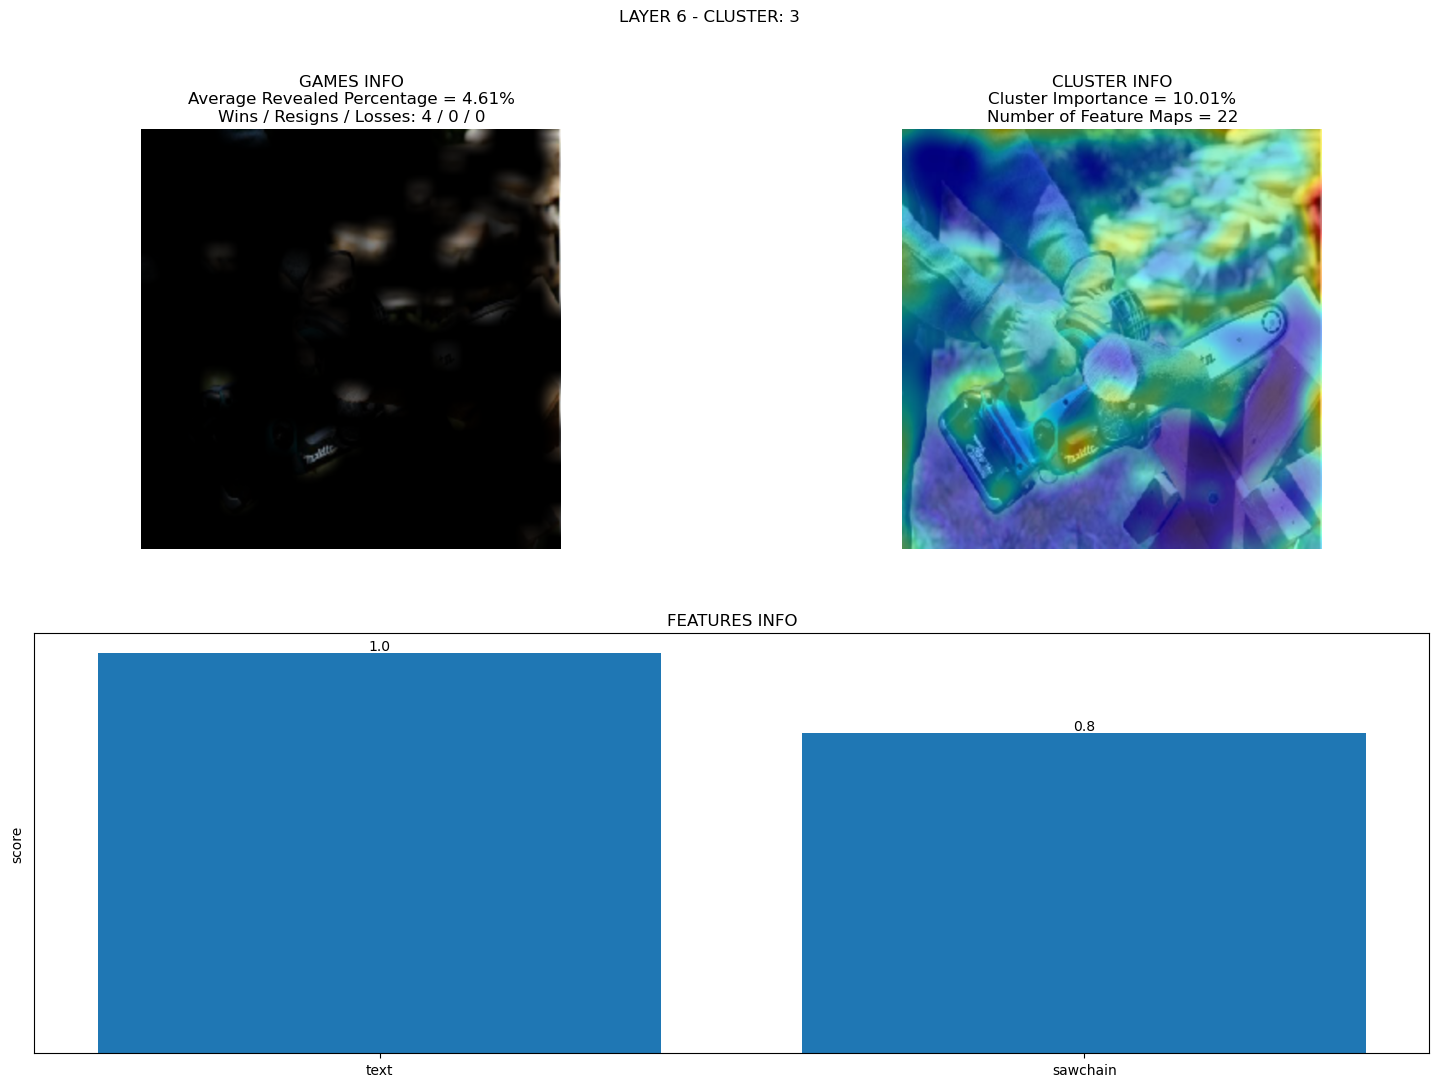 LAYER 6 - CLUSTER: 3
GAMES INFO
Average Revealed Percentage = 4.61%
Wins / Resigns / Losses: 4 / 0 / 0
CLUSTER INFO
Cluster Importance = 10.01%
Number of Feature Maps = 22
makita
FEATURES INFO
1.0
0.8
score
text
sawchain